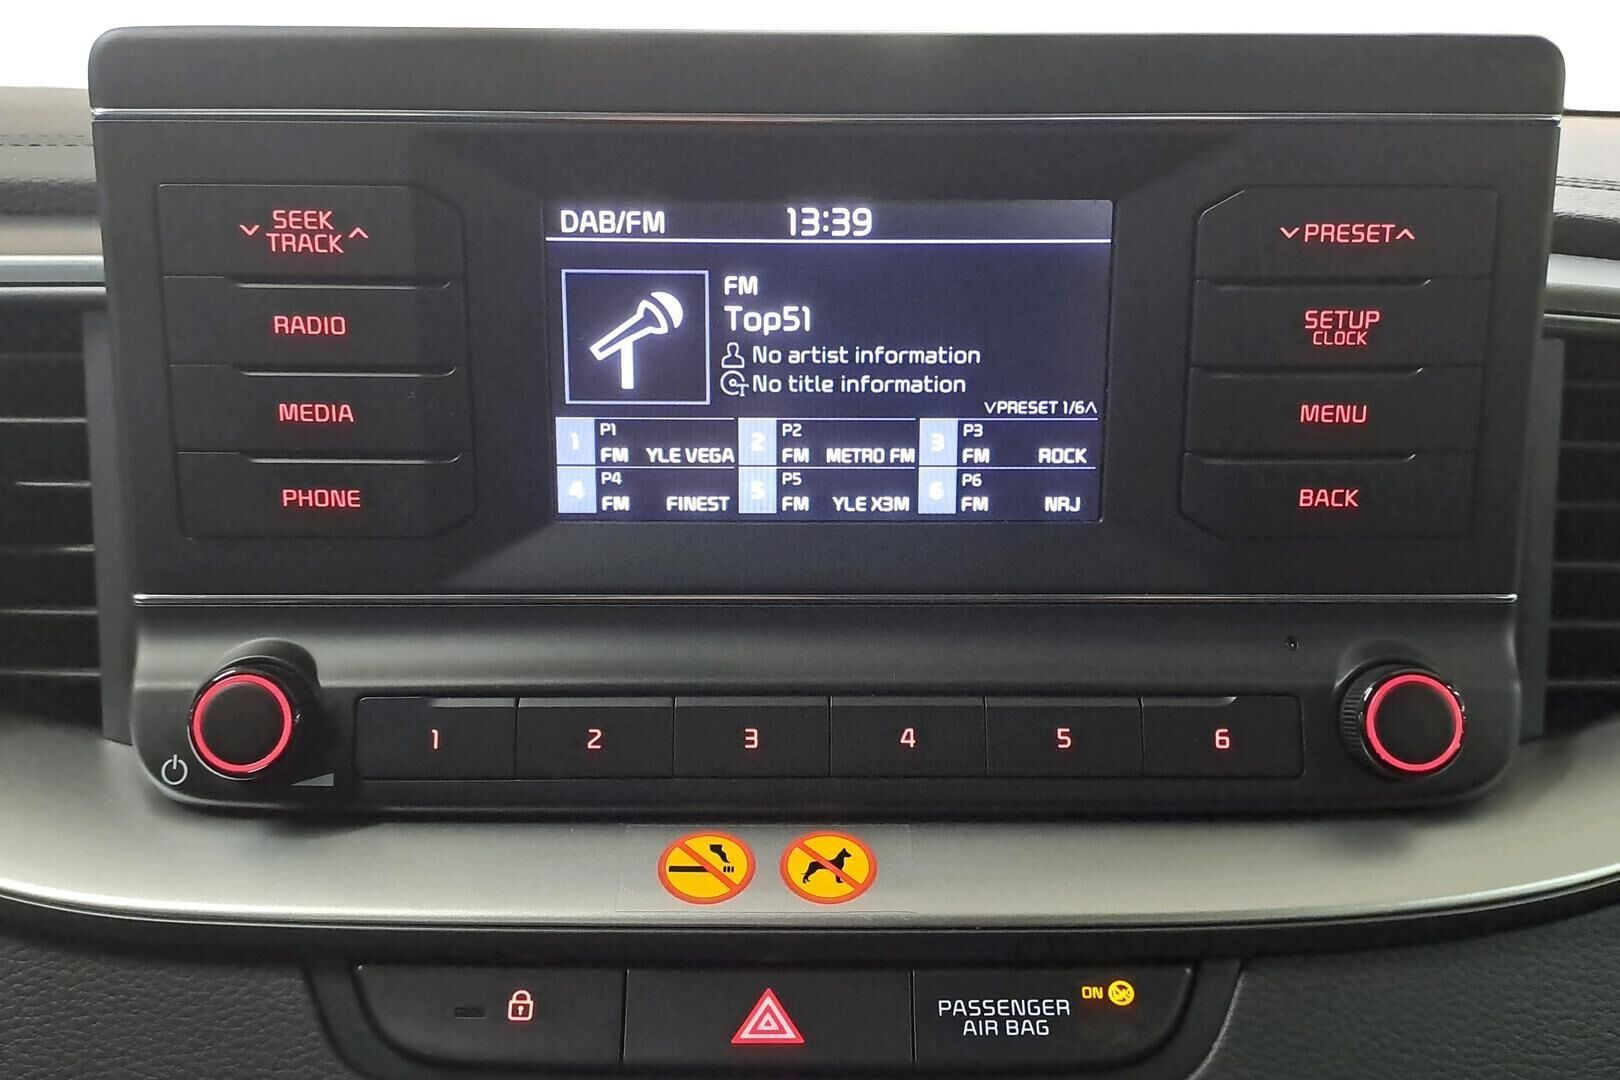 SEEK
TRACK
RADIO
MEDIA
PHONE
DAB/FM 13:39
FM
Top51
No artist information
No title information
PRESET 1/6
1 P1 FM YLE VEGA
2 P2 FM METRO FM
3 P3 FM ROCK
4 P4 FM FINEST
5 P5 FM YLE X3M
6 P6 FM NRJ
PRESET
SETUP
CLOCK
MENU
BACK
1 2 3 4 5 6
PASSENGER
AIR BAG
ON